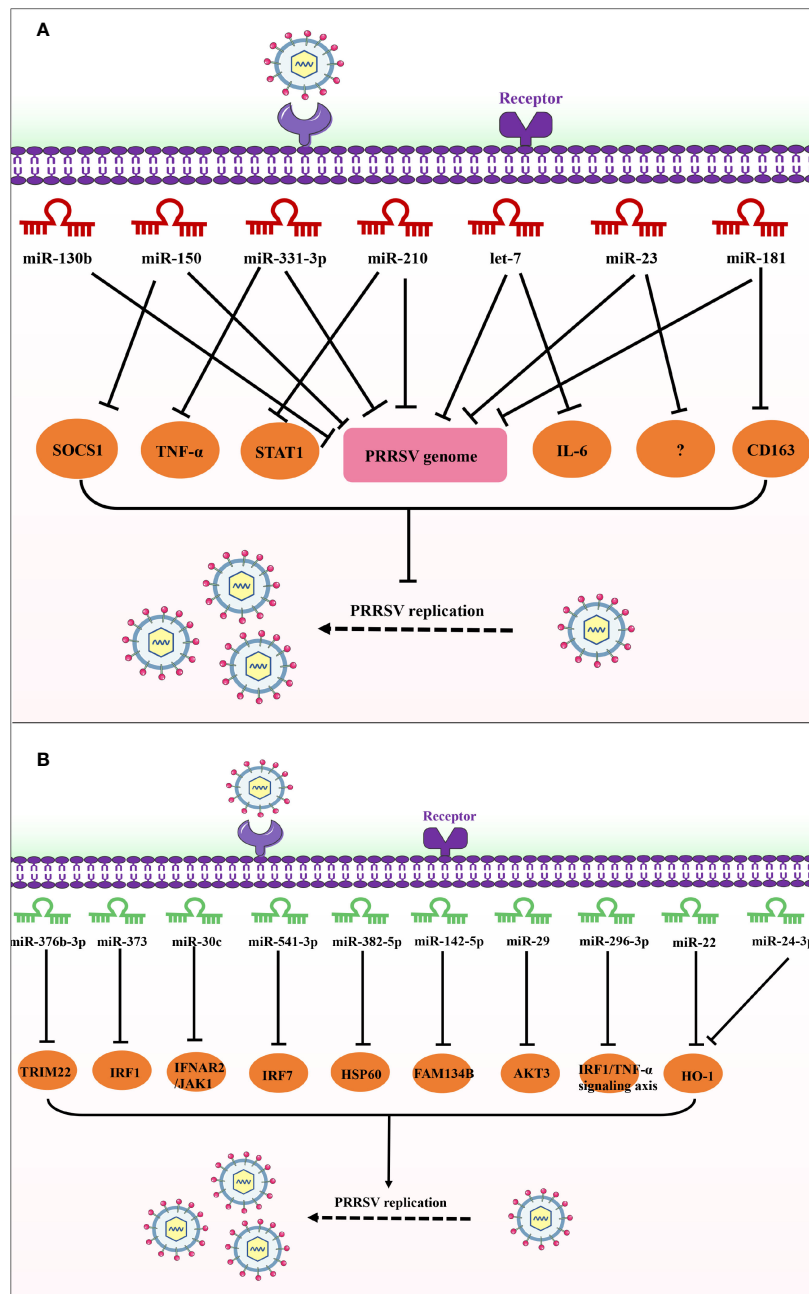 A
Receptor
miR-130b miR-150 miR-331-3p miR-210 let-7 miR-23 miR-181
SOCS1 TNF-α STAT1 PRRSV genome IL-6 ? CD163
PRRSV replication
B
Receptor
miR-376b-3p miR-373 miR-30c miR-541-3p miR-382-5p miR-142-5p miR-29 miR-296-3p miR-22 miR-24-3p
TRIM22 IRF1 IFNAR2
/JAK1 IRF7 HSP60 FAM134B AKT3 IRF1/TNF-α
signaling axis HO-1
PRRSV replication